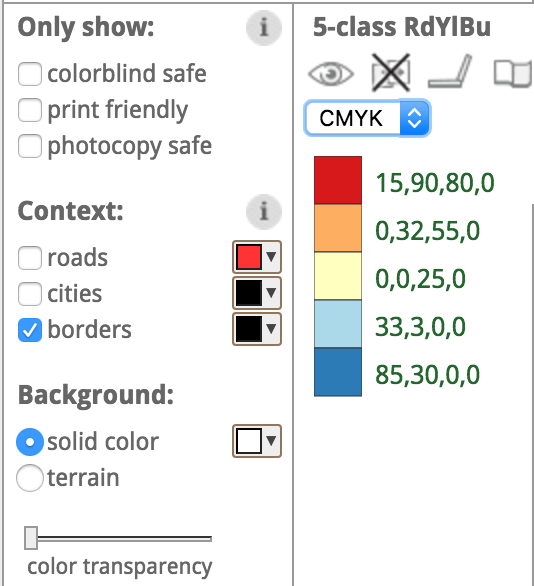 Only show:
i
colorblind safe
print friendly
photocopy safe
Context:
i
roads
cities
borders
Background:
solid color
terrain
color transparency
5-class RdYlBu
CMYK
15,90,80,0
0,32,55,0
0,0,25,0
33,3,0,0
85,30,0,0